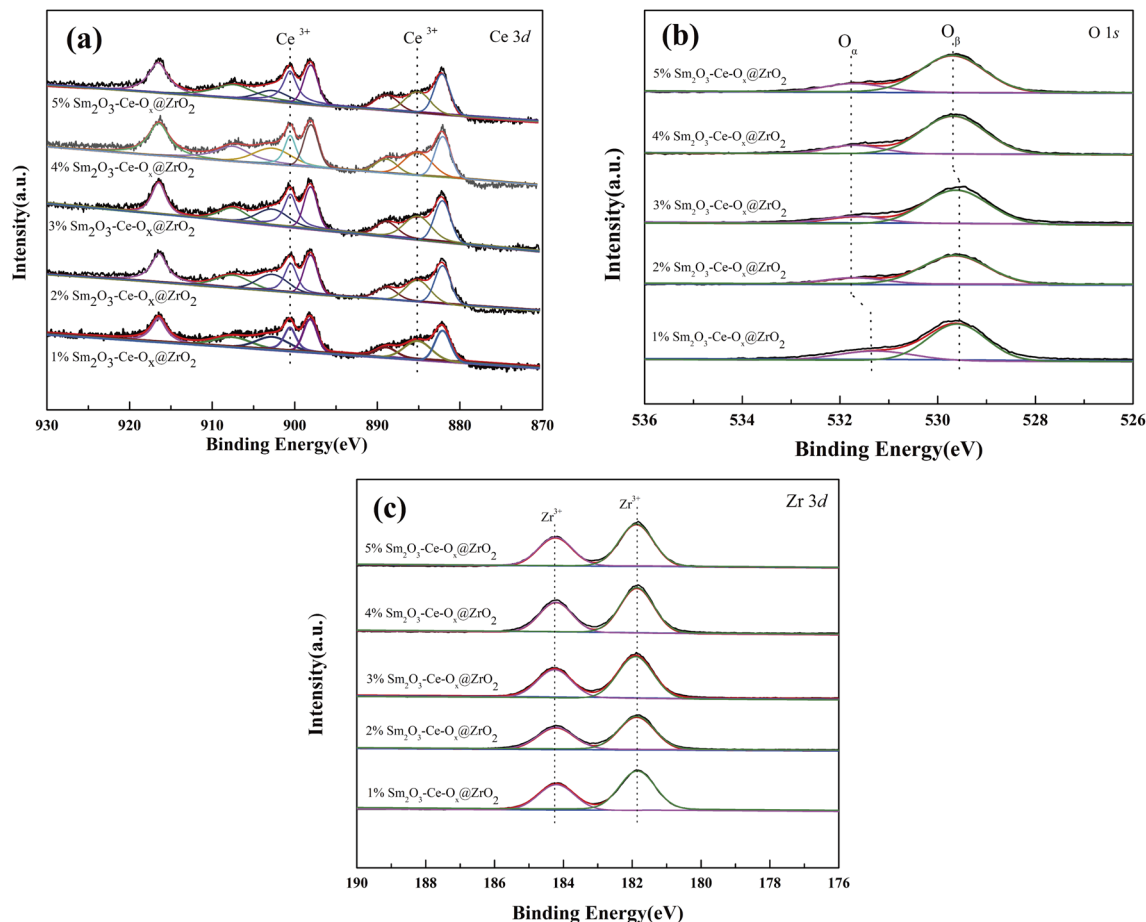 (a)
Ce 3+
Ce 3+
Ce 3d
5% Sm2O3-Ce-Ox@ZrO2
4% Sm2O3-Ce-Ox@ZrO2
3% Sm2O3-Ce-Ox@ZrO2
2% Sm2O3-Ce-Ox@ZrO2
1% Sm2O3-Ce-Ox@ZrO2
Intensity(a.u.)
930 920 910 900 890 880 870
Binding Energy(eV)
(b)
Oα
Oβ
O 1s
5% Sm2O3-Ce-Ox@ZrO2
4% Sm2O3-Ce-Ox@ZrO2
3% Sm2O3-Ce-Ox@ZrO2
2% Sm2O3-Ce-Ox@ZrO2
1% Sm2O3-Ce-Ox@ZrO2
Intensity(a.u.)
536 534 532 530 528 526
Binding Energy(eV)
(c)
Zr3+
Zr3+
Zr 3d
5% Sm2O3-Ce-Ox@ZrO2
4% Sm2O3-Ce-Ox@ZrO2
3% Sm2O3-Ce-Ox@ZrO2
2% Sm2O3-Ce-Ox@ZrO2
1% Sm2O3-Ce-Ox@ZrO2
Intensity(a.u.)
190 188 186 184 182 180 178 176
Binding Energy(eV)